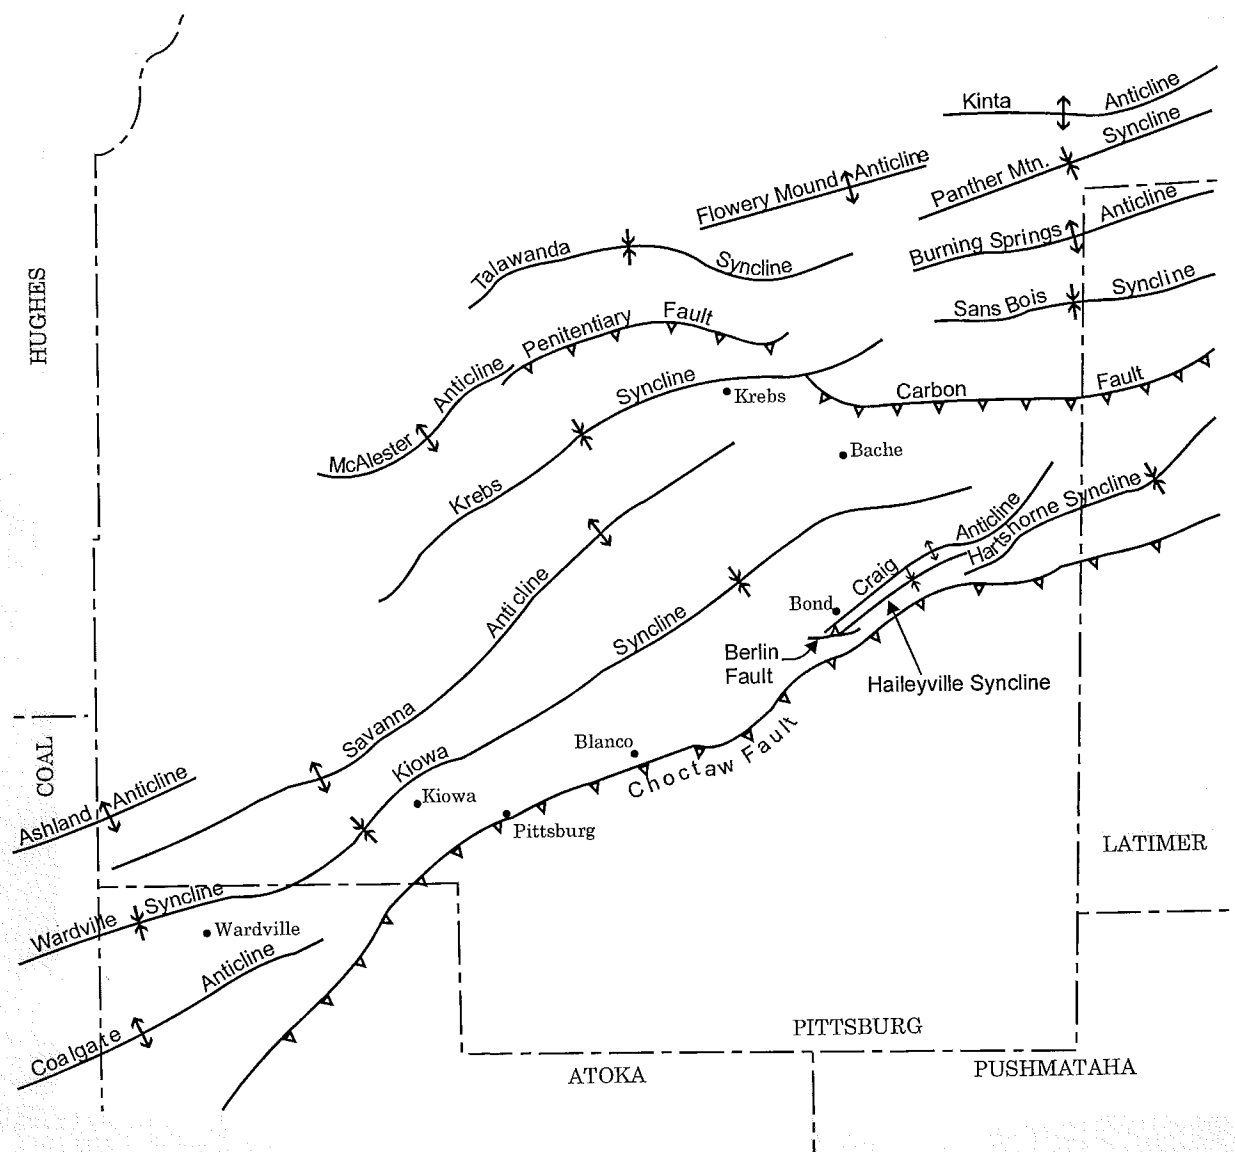 Kinta Anticline
Panther Mtn. Syncline
Flowery Mound Anticline
Burning Springs Anticline
Talawanda Syncline
Sans Bois Syncline
HUGHES
Penitentiary Fault
McAlester Anticline
Krebs Syncline
Krebs
Carbon Fault
Bache
Hartshorne Syncline
Craig Anticline
Savanna Anticline
Kiowa Syncline
Bond
Berlin
Fault
Haileyville Syncline
COAL
Blanco
Choctaw Fault
Ashland Anticline
Kiowa
Pittsburg
LATIMER
Wardville Syncline
Wardville
Coalgate Anticline
PITTSBURG
ATOKA
PUSHMATAHA